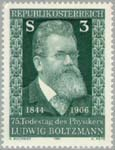 REPUBLIK ÖSTERREICH
S 3
1844 1906
75.Todestag des Physikers
LUDWIG BOLTZMANN